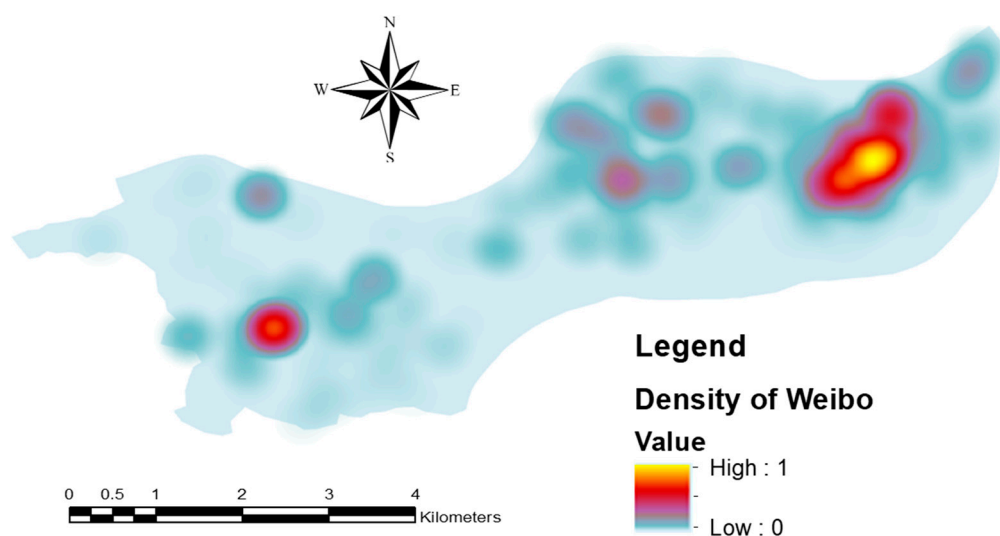 N
W E
S
Legend
Density of Weibo
Value
High : 1
Low : 0
0 0.5 1 2 3 4
Kilometers